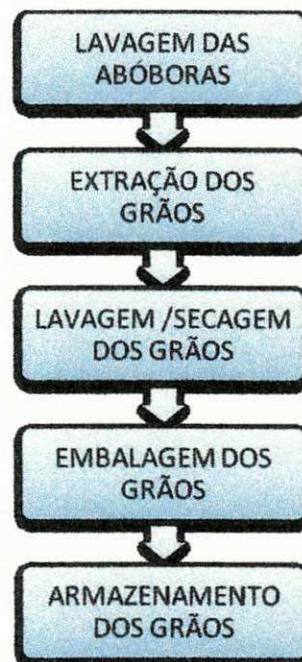 LAVAGEM DAS
ABÓBORAS
EXTRAÇÃO DOS
GRÃOS
LAVAGEM /SECAGEM
DOS GRÃOS
EMBALAGEM DOS
GRÃOS
ARMAZENAMENTO
DOS GRÃOS